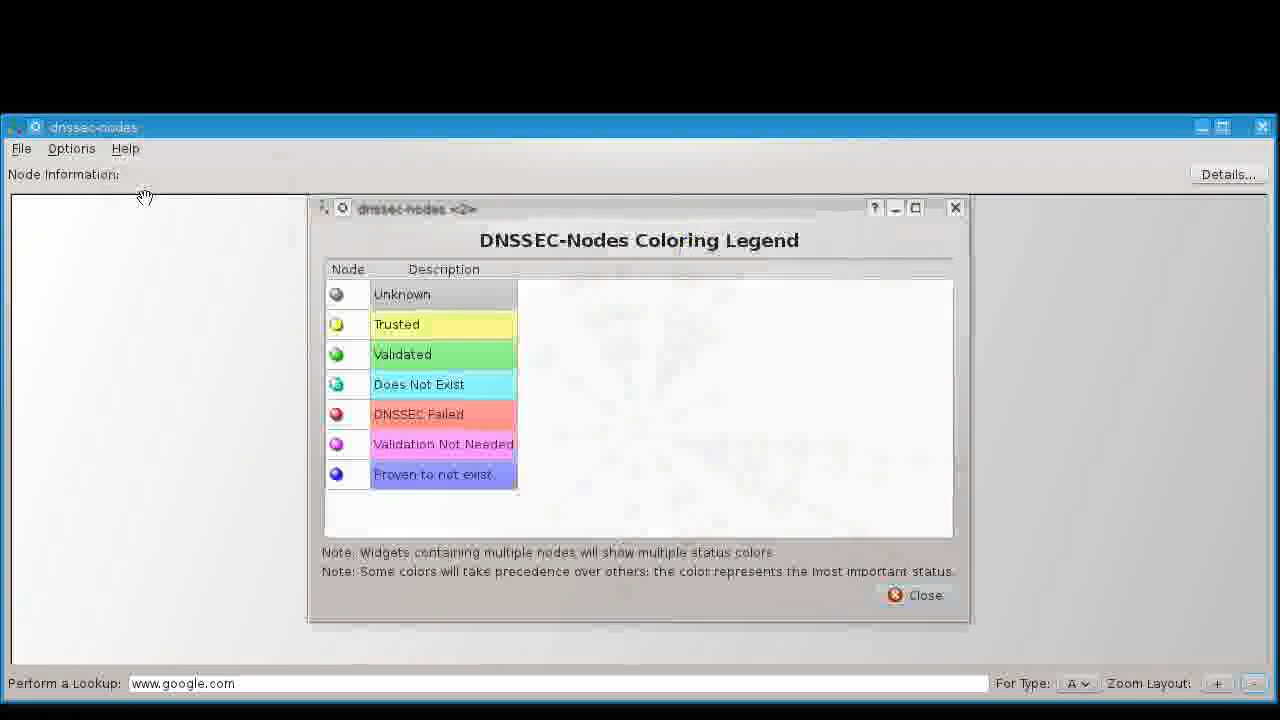 dnssec-nodes
File Options Help
Node Information: Details...
dnssec-nodes <2>
DNSSEC-Nodes Coloring Legend
Node Description
Unknown
Trusted
Validated
Does Not Exist
DNSSEC Failed
Validation Not Needed
Proven to not exist
Note: Widgets containing multiple nodes will show multiple status colors
Note: Some colors will take precedence over others: the color represents the most important status.
Close
Perform a Lookup: www.google.com For Type: A Zoom Layout: + -